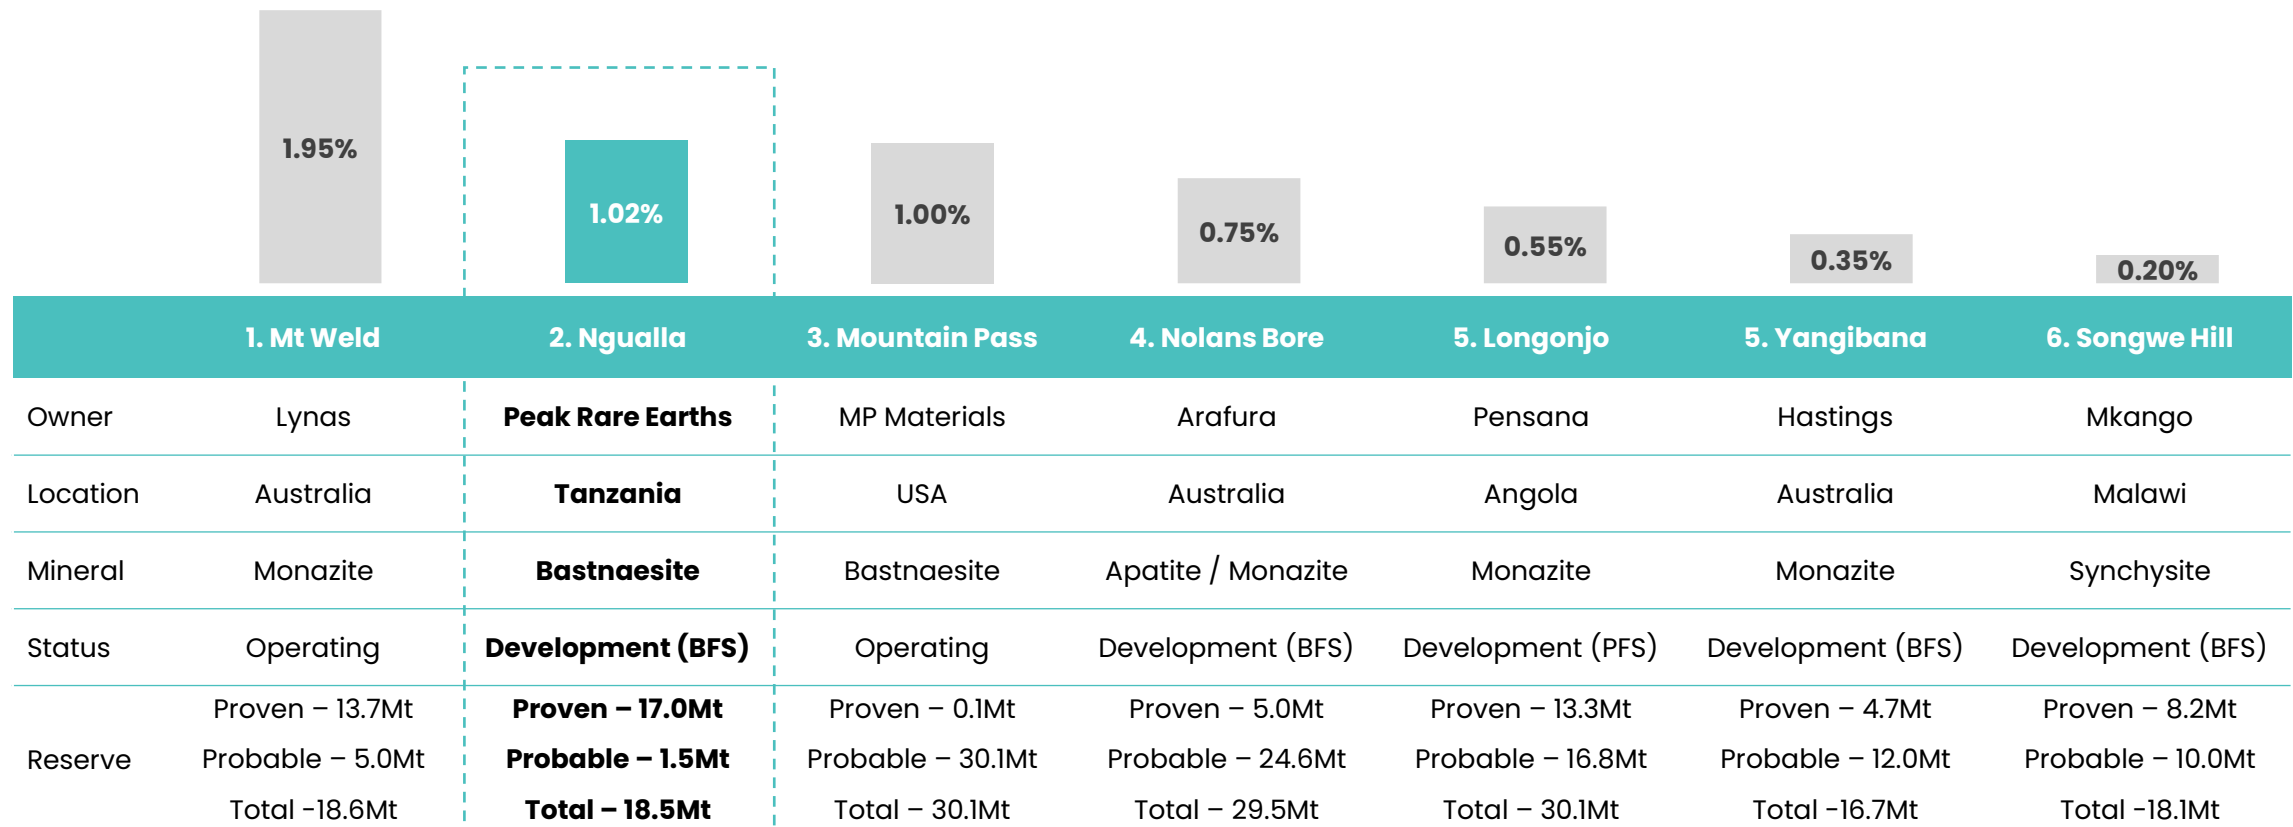 1.95%
1.02%
1.00%
0.75%
0.55%
0.35%
0.20%
1. Mt Weld 2. Ngualla 3. Mountain Pass 4. Nolans Bore 5. Longonjo 5. Yangibana 6. Songwe Hill
Owner Lynas Peak Rare Earths MP Materials Arafura Pensana Hastings Mkango
Location Australia Tanzania USA Australia Angola Australia Malawi
Mineral Monazite Bastnaesite Bastnaesite Apatite / Monazite Monazite Monazite Synchysite
Status Operating Development (BFS) Operating Development (BFS) Development (PFS) Development (BFS) Development (BFS)
Proven – 13.7Mt Proven – 17.0Mt Proven – 0.1Mt Proven – 5.0Mt Proven – 13.3Mt Proven – 4.7Mt Proven – 8.2Mt
Reserve Probable – 5.0Mt Probable – 1.5Mt Probable – 30.1Mt Probable – 24.6Mt Probable – 16.8Mt Probable – 12.0Mt Probable – 10.0Mt
Total -18.6Mt Total – 18.5Mt Total – 30.1Mt Total – 29.5Mt Total – 30.1Mt Total -16.7Mt Total -18.1Mt